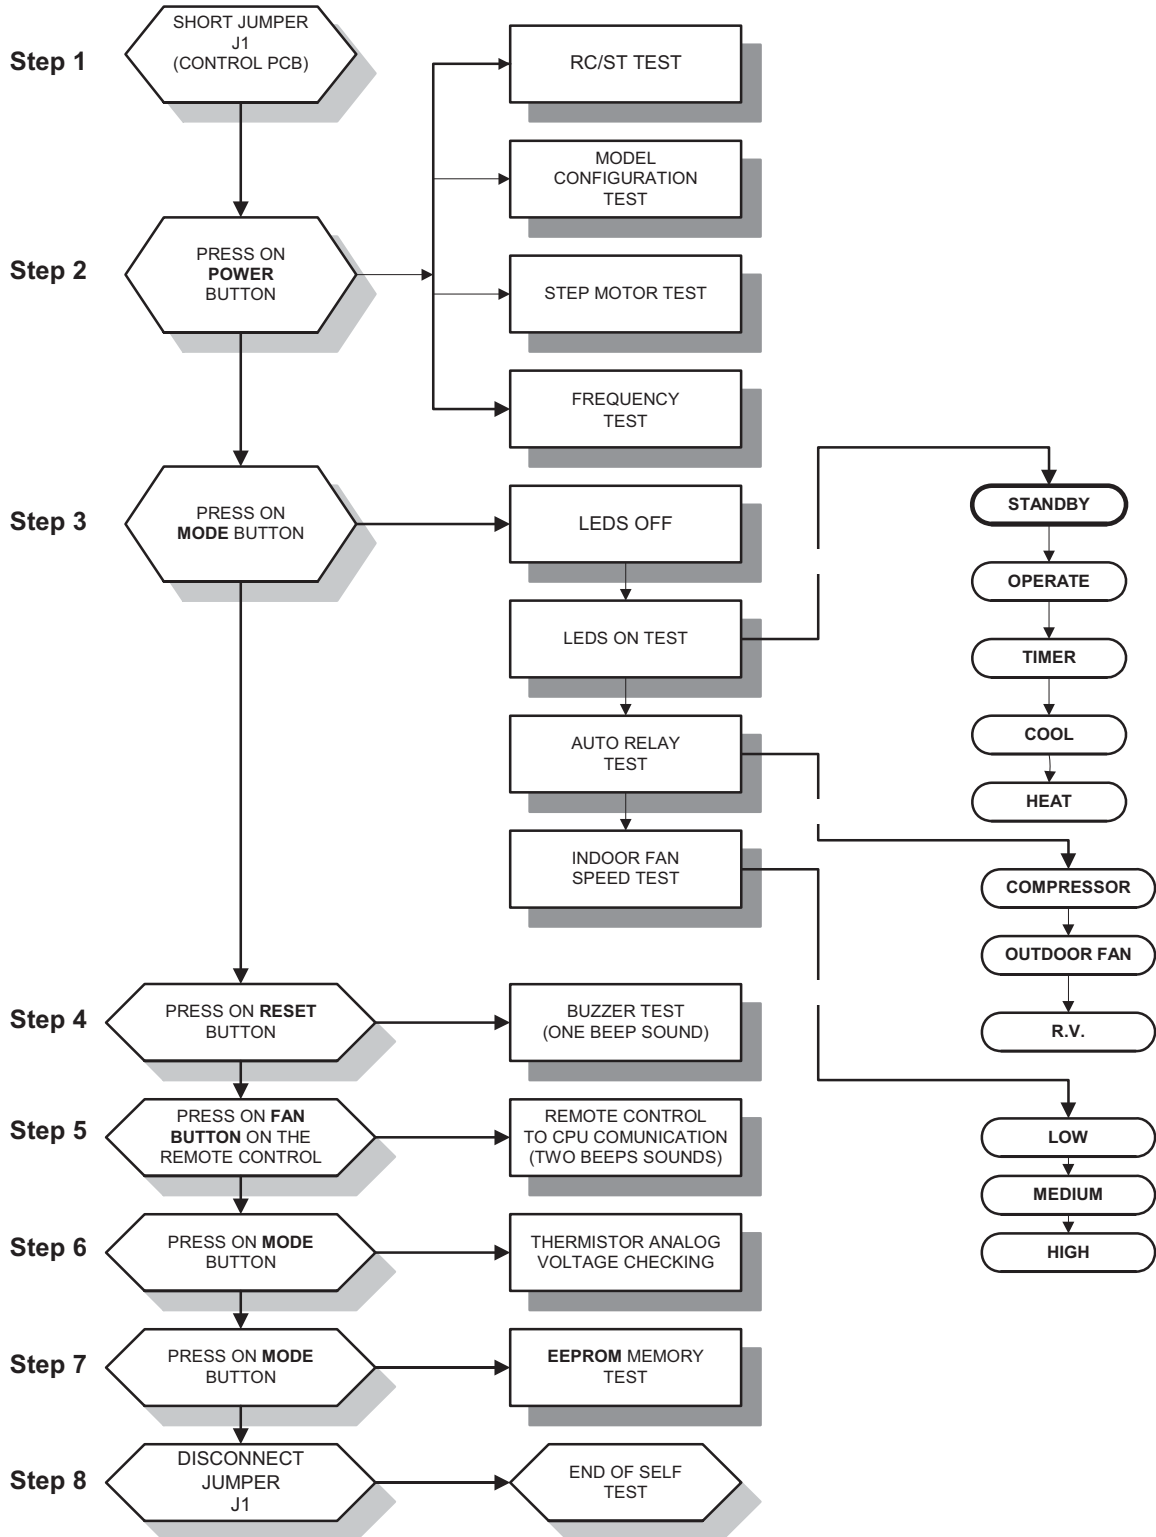 Step 1
SHORT JUMPER
J1
(CONTROL PCB)
RC/ST TEST
MODEL
CONFIGURATION
TEST
Step 2
PRESS ON
POWER
BUTTON
STEP MOTOR TEST
FREQUENCY
TEST
Step 3
PRESS ON
MODE BUTTON
LEDS OFF
LEDS ON TEST
AUTO RELAY
TEST
INDOOR FAN
SPEED TEST
STANDBY
OPERATE
TIMER
COOL
HEAT
COMPRESSOR
OUTDOOR FAN
R.V.
LOW
MEDIUM
HIGH
Step 4
PRESS ON RESET
BUTTON
BUZZER TEST
(ONE BEEP SOUND)
Step 5
PRESS ON FAN
BUTTON ON THE
REMOTE CONTROL
REMOTE CONTROL
TO CPU COMUNICATION
(TWO BEEPS SOUNDS)
Step 6
PRESS ON MODE
BUTTON
THERMISTOR ANALOG
VOLTAGE CHECKING
Step 7
PRESS ON MODE
BUTTON
EEPROM MEMORY
TEST
Step 8
DISCONNECT
JUMPER
J1
END OF SELF
TEST